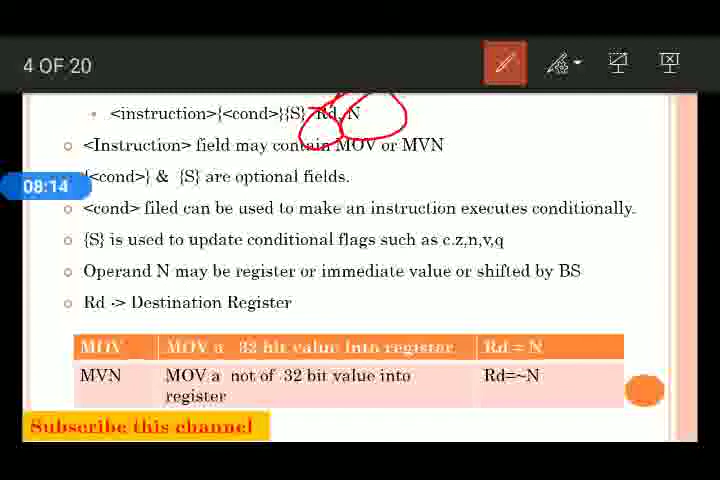 4 OF 20
<instruction>{<cond>}{S} Rd, N
<Instruction> field may contain MOV or MVN
{<cond>} & {S} are optional fields.
08:14
<cond> filed can be used to make an instruction executes conditionally.
{S} is used to update conditional flags such as c.z,n,v,q
Operand N may be register or immediate value or shifted by BS
Rd -> Destination Register
MOV MOV a 32 bit value into register Rd = N
MVN MOV a not of 32 bit value into Rd=~N
register
Subscribe this channel